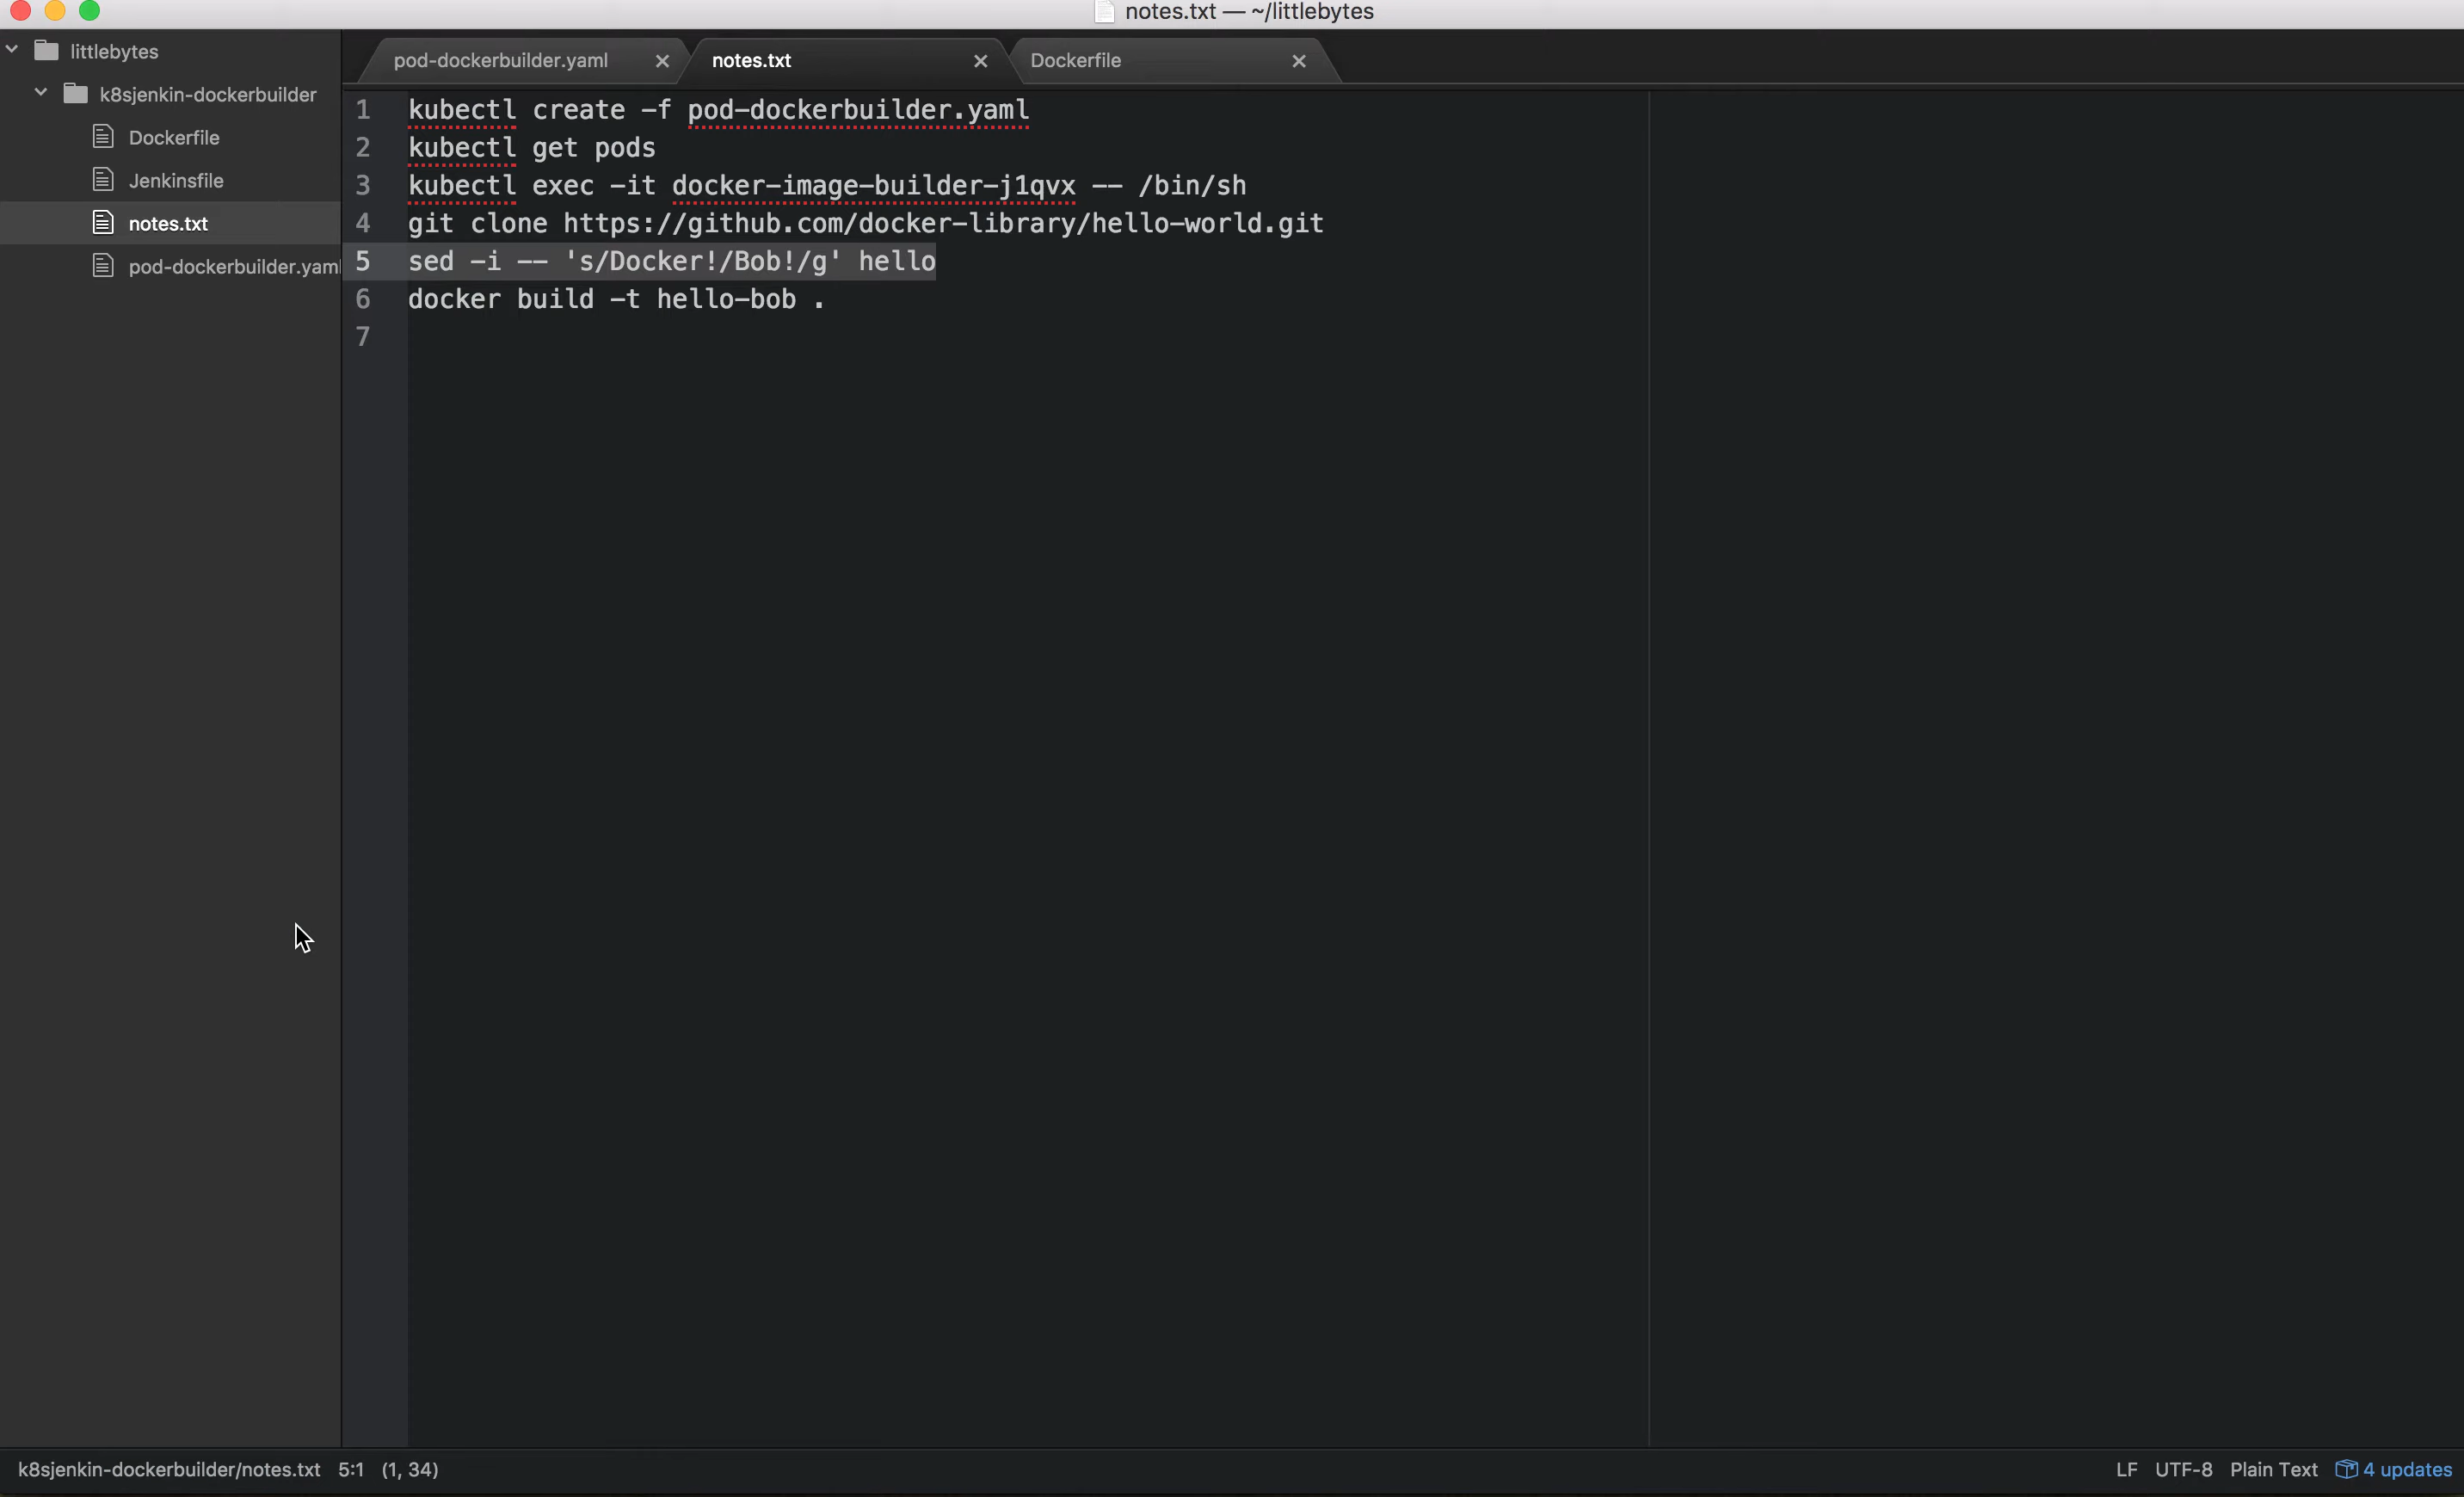 notes.txt — ~/littlebytes
littlebytes
k8sjenkin-dockerbuilder
Dockerfile
Jenkinsfile
notes.txt
pod-dockerbuilder.yaml
pod-dockerbuilder.yaml
notes.txt
Dockerfile
1 kubectl create -f pod-dockerbuilder.yaml
2 kubectl get pods
3 kubectl exec -it docker-image-builder-j1qvx -- /bin/sh
4 git clone https://github.com/docker-library/hello-world.git
5 sed -i -- 's/Docker!/Bob!/g' hello
6 docker build -t hello-bob .
7
k8sjenkin-dockerbuilder/notes.txt 5:1 (1, 34)
LF UTF-8 Plain Text 4 updates